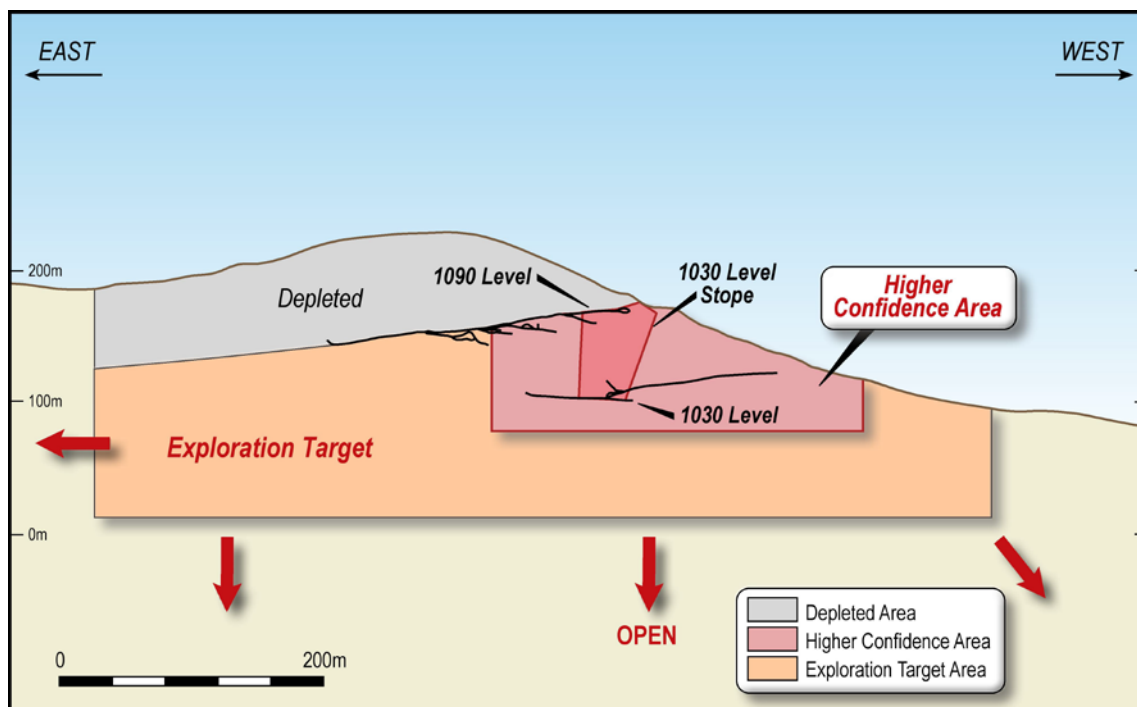 EAST
WEST
200m
1090 Level
1030 Level
Stope
Higher
Confidence Area
Depleted
100m
1030 Level
Exploration Target
0m
OPEN
0
200m
Depleted Area
Higher Confidence Area
Exploration Target Area